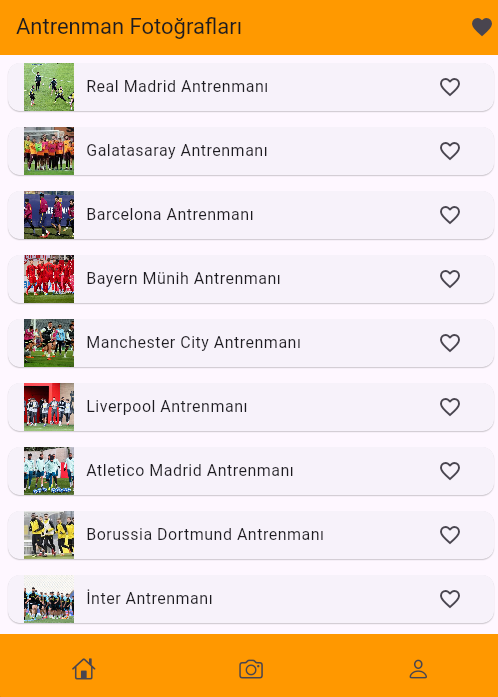 Antrenman Fotoğrafları
Real Madrid Antrenmanı
Galatasaray Antrenmanı
Barcelona Antrenmanı
Bayern Münih Antrenmanı
Manchester City Antrenmanı
Liverpool Antrenmanı
Atletico Madrid Antrenmanı
Borussia Dortmund Antrenmanı
İnter Antrenmanı